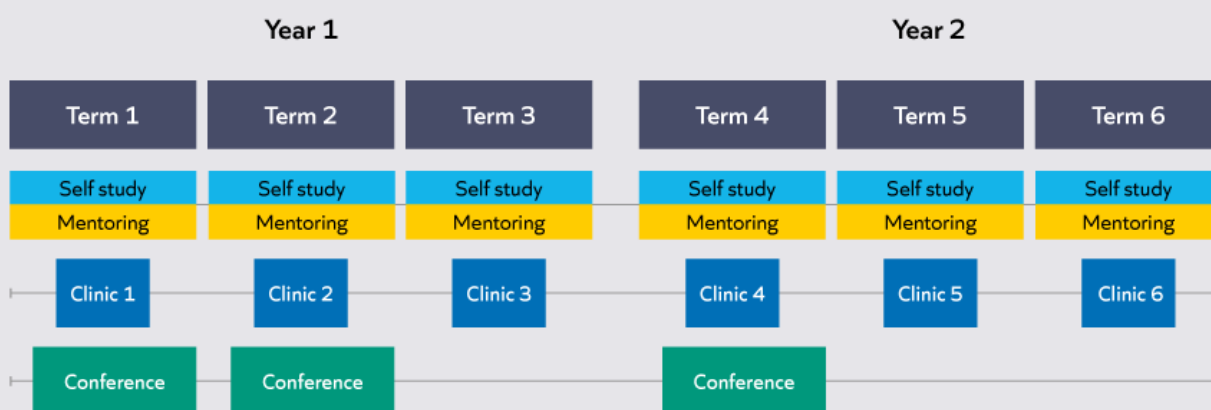 Year 1 Year 2
Term 1 Term 2 Term 3 Term 4 Term 5 Term 6
Self study Self study Self study Self study Self study Self study
Mentoring Mentoring Mentoring Mentoring Mentoring Mentoring
Clinic 1 Clinic 2 Clinic 3 Clinic 4 Clinic 5 Clinic 6
Conference Conference Conference